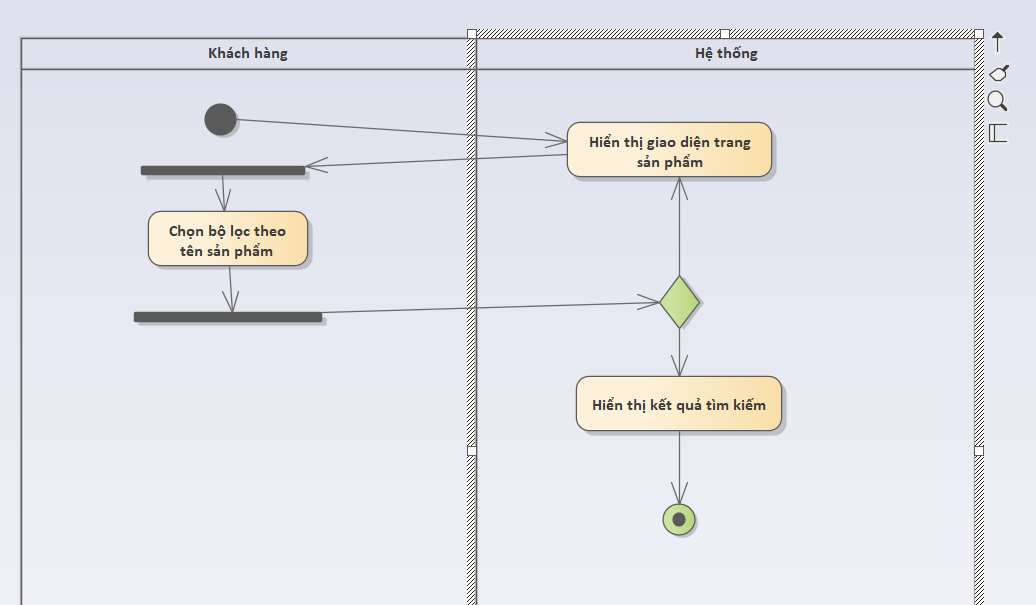 Khách hàng
Hệ thống
Hiển thị giao diện trang
sản phẩm
Chọn bộ lọc theo
tên sản phẩm
Hiển thị kết quả tìm kiếm